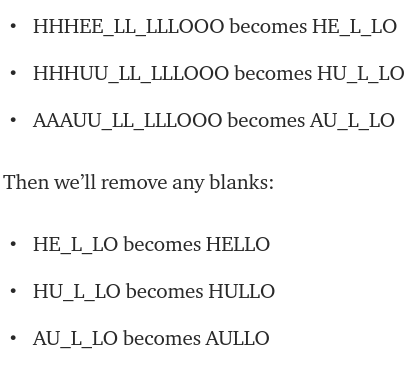 • HHHEE_LL_LLLOOO becomes HE_L_LO
• HHHUU_LL_LLLOOO becomes HU_L_LO
• AAAUU_LL_LLLOOO becomes AU_L_LO
Then we’ll remove any blanks:
• HE_L_LO becomes HELLO
• HU_L_LO becomes HULLO
• AU_L_LO becomes AULLO